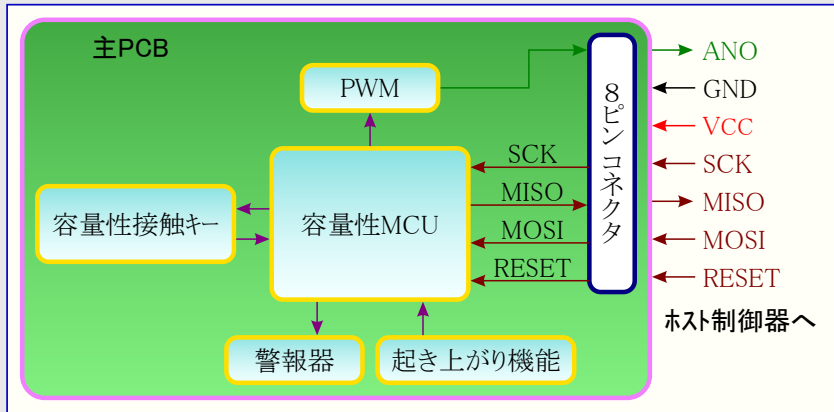 主PCB
PWM
容量性接触キー
容量性MCU
SCK
MISO
MOSI
RESET
警報器
起き上がり機能
8ピンコネクタ
ANO
GND
VCC
SCK
MISO
MOSI
RESET
ホスト制御器へ